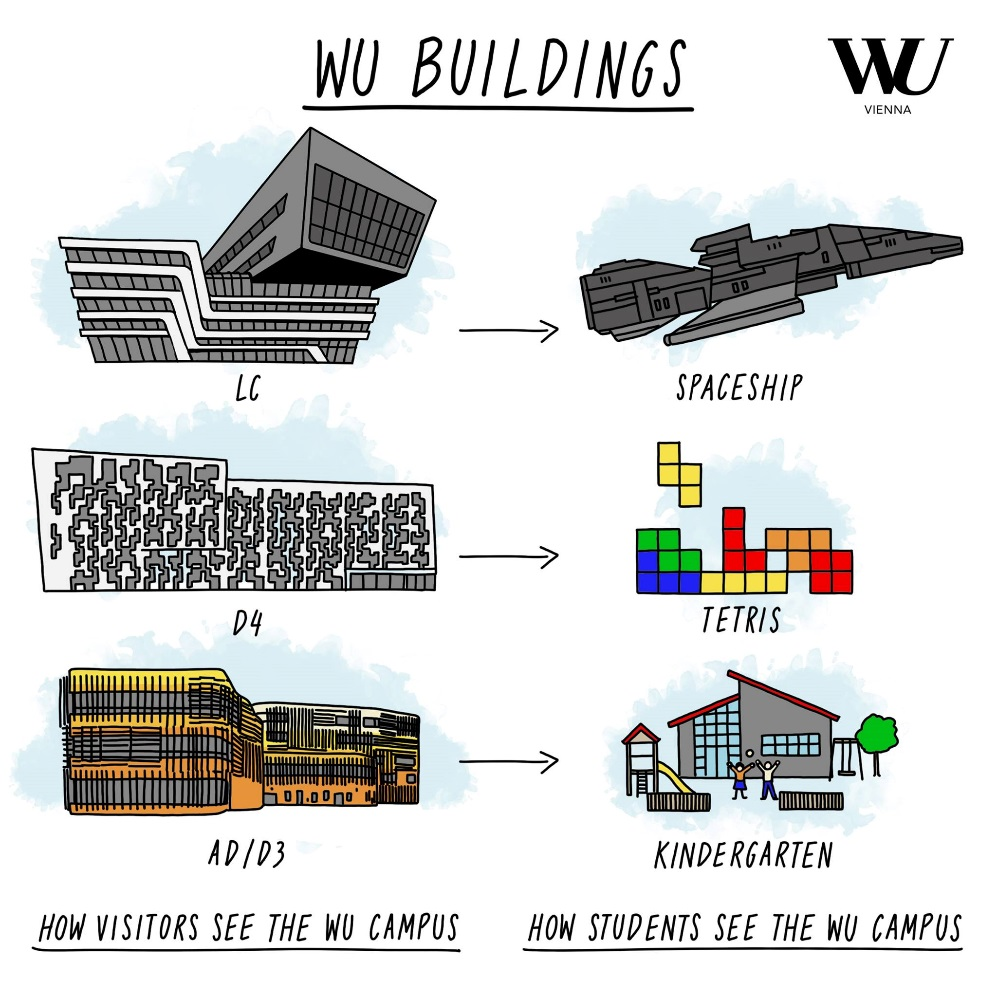 WU BUILDINGS
WU
VIENNA
LC
SPACESHIP
D4
TETRIS
AD/D3
KINDERGARTEN
HOW VISITORS SEE THE WU CAMPUS
HOW STUDENTS SEE THE WU CAMPUS